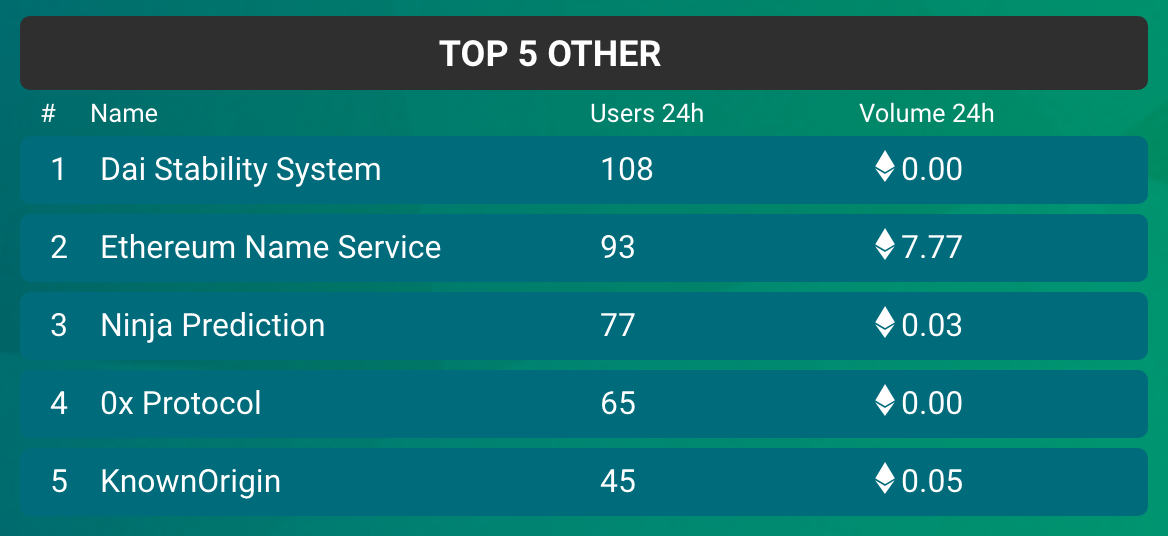 TOP 5 OTHER
# Name Users 24h Volume 24h
1 Dai Stability System 108 0.00
2 Ethereum Name Service 93 7.77
3 Ninja Prediction 77 0.03
4 0x Protocol 65 0.00
5 KnownOrigin 45 0.05